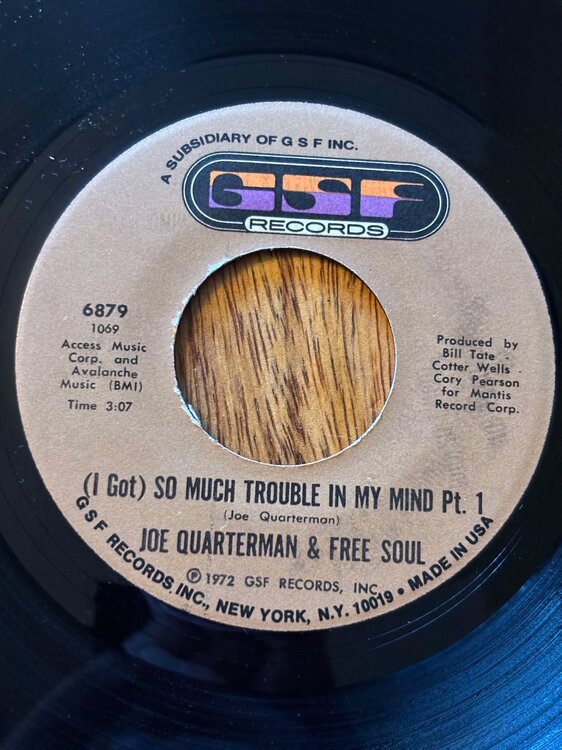 A SUBSIDIARY OF G S F INC.
GSF
RECORDS
6879
1069
Access Music
Corp. and
Avalanche
Music (BMI)
Time 3:07
Produced by
Bill Tate -
Cotter Wells -
Cory Pearson
for Mantis
Record Corp.
(I Got) SO MUCH TROUBLE IN MY MIND Pt. 1
(Joe Quarterman)
JOE QUARTERMAN & FREE SOUL
℗ 1972 GSF RECORDS, INC.
GSF RECORDS, INC., NEW YORK, N.Y. 10019 • MADE IN USA